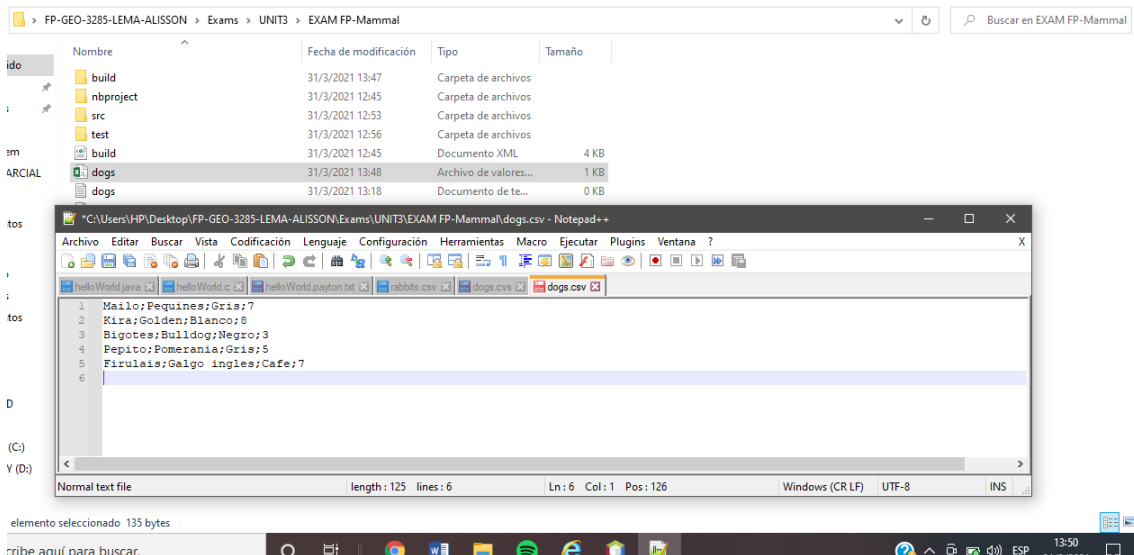 FP-GEO-3285-LEMA-ALISSON > Exams > UNIT3 > EXAM FP-Mammal
Buscar en EXAM FP-Mammal
Nombre Fecha de modificación Tipo Tamaño
ido
build 31/3/2021 13:47 Carpeta de archivos
nbproject 31/3/2021 12:45 Carpeta de archivos
src 31/3/2021 12:53 Carpeta de archivos
test 31/3/2021 12:56 Carpeta de archivos
em
build 31/3/2021 12:45 Documento XML 4 KB
ARCIAL
dogs 31/3/2021 13:48 Archivo de valores... 1 KB
dogs 31/3/2021 13:18 Documento de te... 0 KB
tos
*C:\Users\HP\Desktop\FP-GEO-3285-LEMA-ALISSON\Exams\UNIT3\EXAM FP-Mammal\dogs.csv - Notepad++
Archivo Editar Buscar Vista Codificación Lenguaje Configuración Herramientas Macro Ejecutar Plugins Ventana ? X
helloWorld.java helloWorld.c helloWorld.payton.txt rabbits.csv dogs.cvs dogs.csv
1 Mailo;Pequines;Gris;7
2 Kira;Golden;Blanco;8
3 Bigotes;Bulldog;Negro;3
4 Pepito;Pomerania;Gris;5
5 Firulais;Galgo ingles;Cafe;7
6
tos
D
(C:)
Y (D:)
Normal text file length : 125 lines : 6 Ln : 6 Col : 1 Pos : 126 Windows (CR LF) UTF-8 INS
elemento seleccionado 135 bytes
cribe aquí para buscar.
ESP
13:50